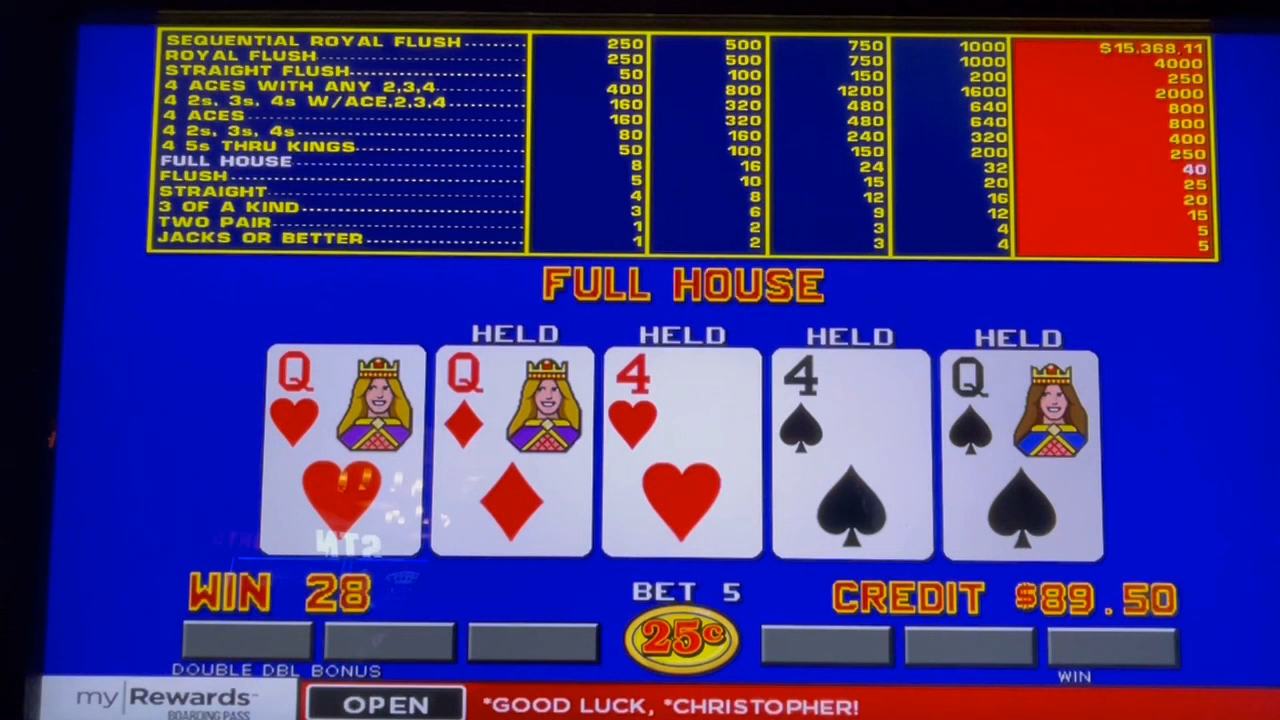 SEQUENTIAL ROYAL FLUSH 250 500 750 1000 $15,368.11
ROYAL FLUSH 250 500 750 1000 4000
STRAIGHT FLUSH 50 100 150 200 250
4 ACES WITH ANY 2,3,4 400 800 1200 1600 2000
4 2s, 3s, 4s W/ACE,2,3,4 160 320 480 640 800
4 ACES 160 320 480 640 800
4 2s, 3s, 4s 80 160 240 320 400
4 5s THRU KINGS 50 100 150 200 250
FULL HOUSE 8 16 24 32 40
FLUSH 5 10 15 20 25
STRAIGHT 4 8 12 16 20
3 OF A KIND 3 6 9 12 15
TWO PAIR 1 2 3 4 5
JACKS OR BETTER 1 2 3 4 5
FULL HOUSE
HELD HELD HELD HELD
Q Q 4 4 Q
WIN 28 BET 5 CREDIT $89.50
25¢
DOUBLE DBL BONUS WIN
my|Rewards™ OPEN *GOOD LUCK, *CHRISTOPHER!
BOARDING PASS